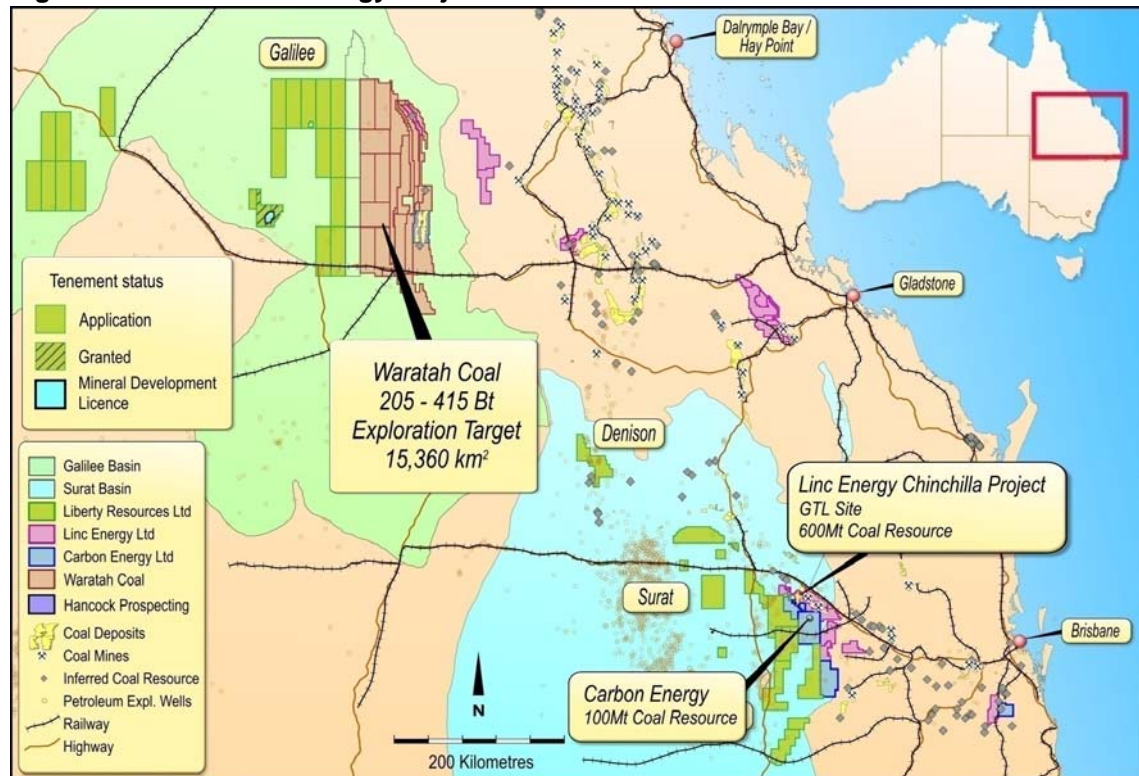 Galilee
Dalrymple Bay /
Hay Point
Gladstone
Tenement status
Application
Granted
Mineral Development
Licence
Waratah Coal
205 - 415 Bt
Exploration Target
15,360 km²
Denison
Galilee Basin
Surat Basin
Liberty Resources Ltd
Linc Energy Ltd
Carbon Energy Ltd
Waratah Coal
Hancock Prospecting
Coal Deposits
Coal Mines
Inferred Coal Resource
Petroleum Expl. Wells
Railway
Highway
Linc Energy Chinchilla Project
GTL Site
600Mt Coal Resource
Surat
Brisbane
Carbon Energy
100Mt Coal Resource
N
200 Kilometres